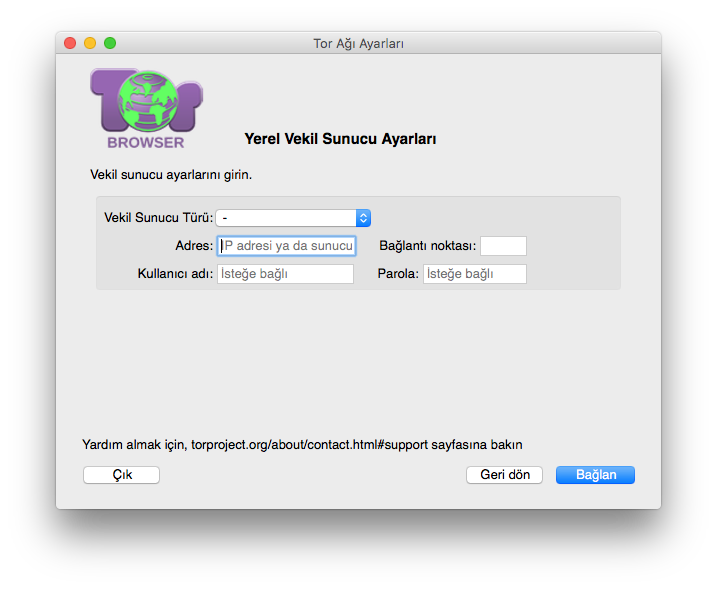 Tor Ağı Ayarları
Tor
BROWSER
Yerel Vekil Sunucu Ayarları
Vekil sunucu ayarlarını girin.
Vekil Sunucu Türü: -
Adres: IP adresi ya da sunucu Bağlantı noktası:
Kullanıcı adı: İsteğe bağlı Parola: İsteğe bağlı
Yardım almak için, torproject.org/about/contact.html#support sayfasına bakın
Çık Geri dön Bağlan